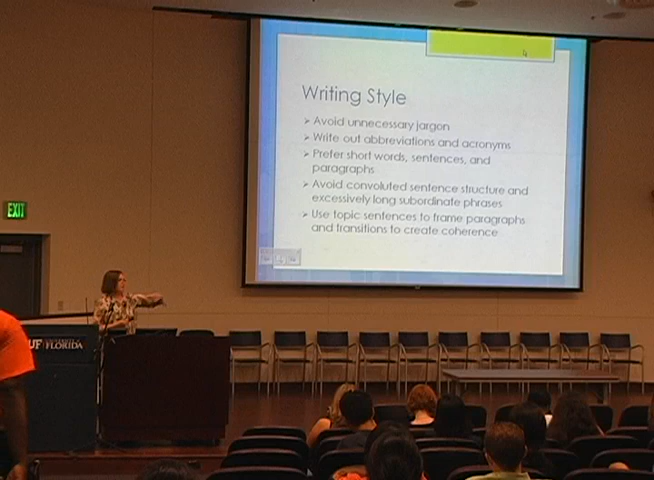 Writing Style
➢ Avoid unnecessary jargon
➢ Write out abbreviations and acronyms
➢ Prefer short words, sentences, and
paragraphs
➢ Avoid convoluted sentence structure and
excessively long subordinate phrases
➢ Use topic sentences to frame paragraphs
and transitions to create coherence
EXIT
UF FLORIDA